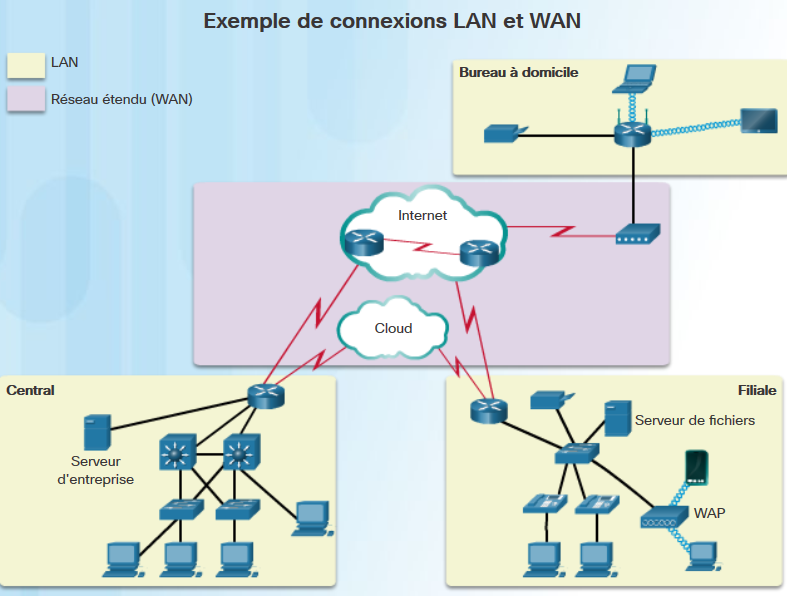 Exemple de connexions LAN et WAN
LAN
Réseau étendu (WAN)
Bureau à domicile
Internet
Cloud
Central
Serveur
d'entreprise
Filiale
Serveur de fichiers
WAP